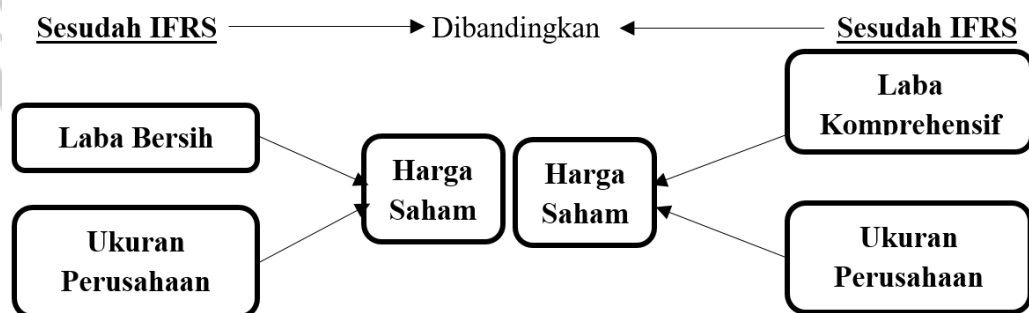 Sesudah IFRS Dibandingkan Sesudah IFRS
Laba Bersih
Ukuran
Perusahaan
Harga
Saham
Harga
Saham
Laba
Komprehensif
Ukuran
Perusahaan